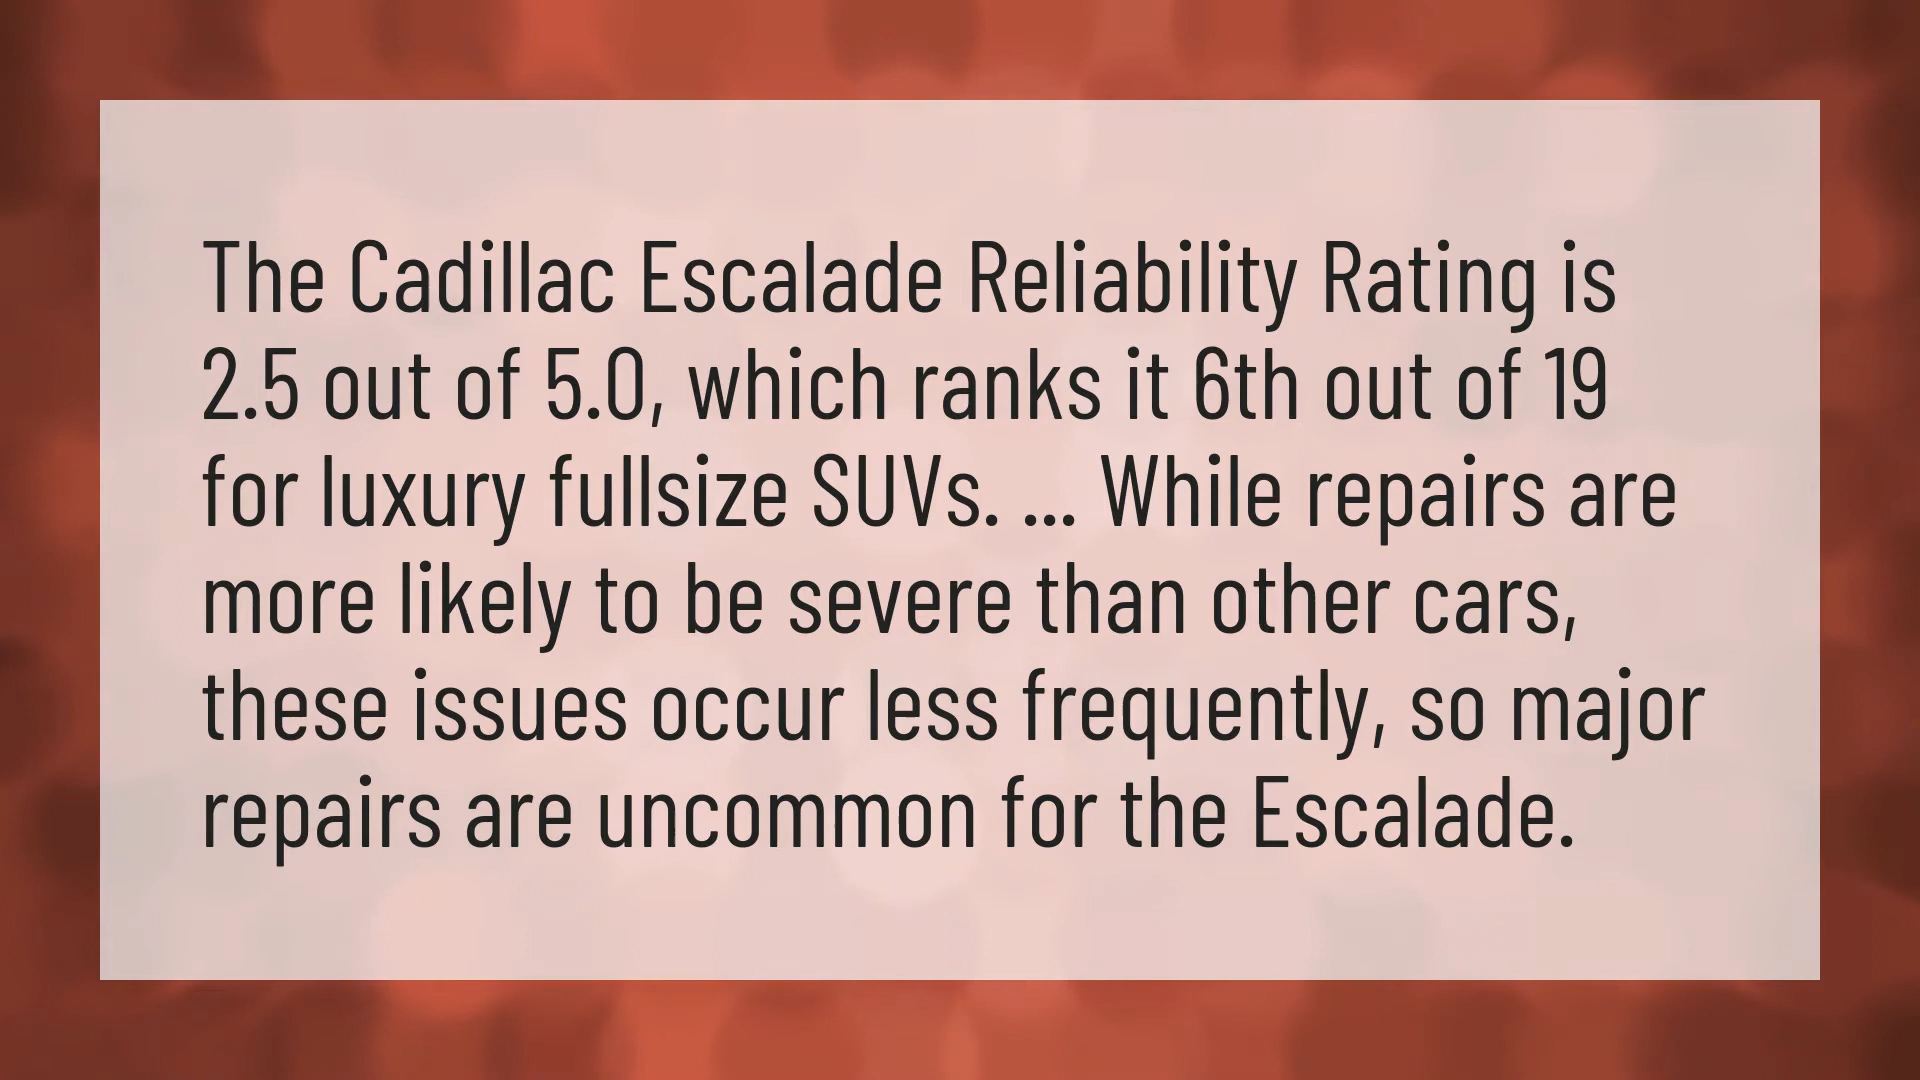 The Cadillac Escalade Reliability Rating is
2.5 out of 5.0, which ranks it 6th out of 19
for luxury fullsize SUVs. ... While repairs are
more likely to be severe than other cars,
these issues occur less frequently, so major
repairs are uncommon for the Escalade.